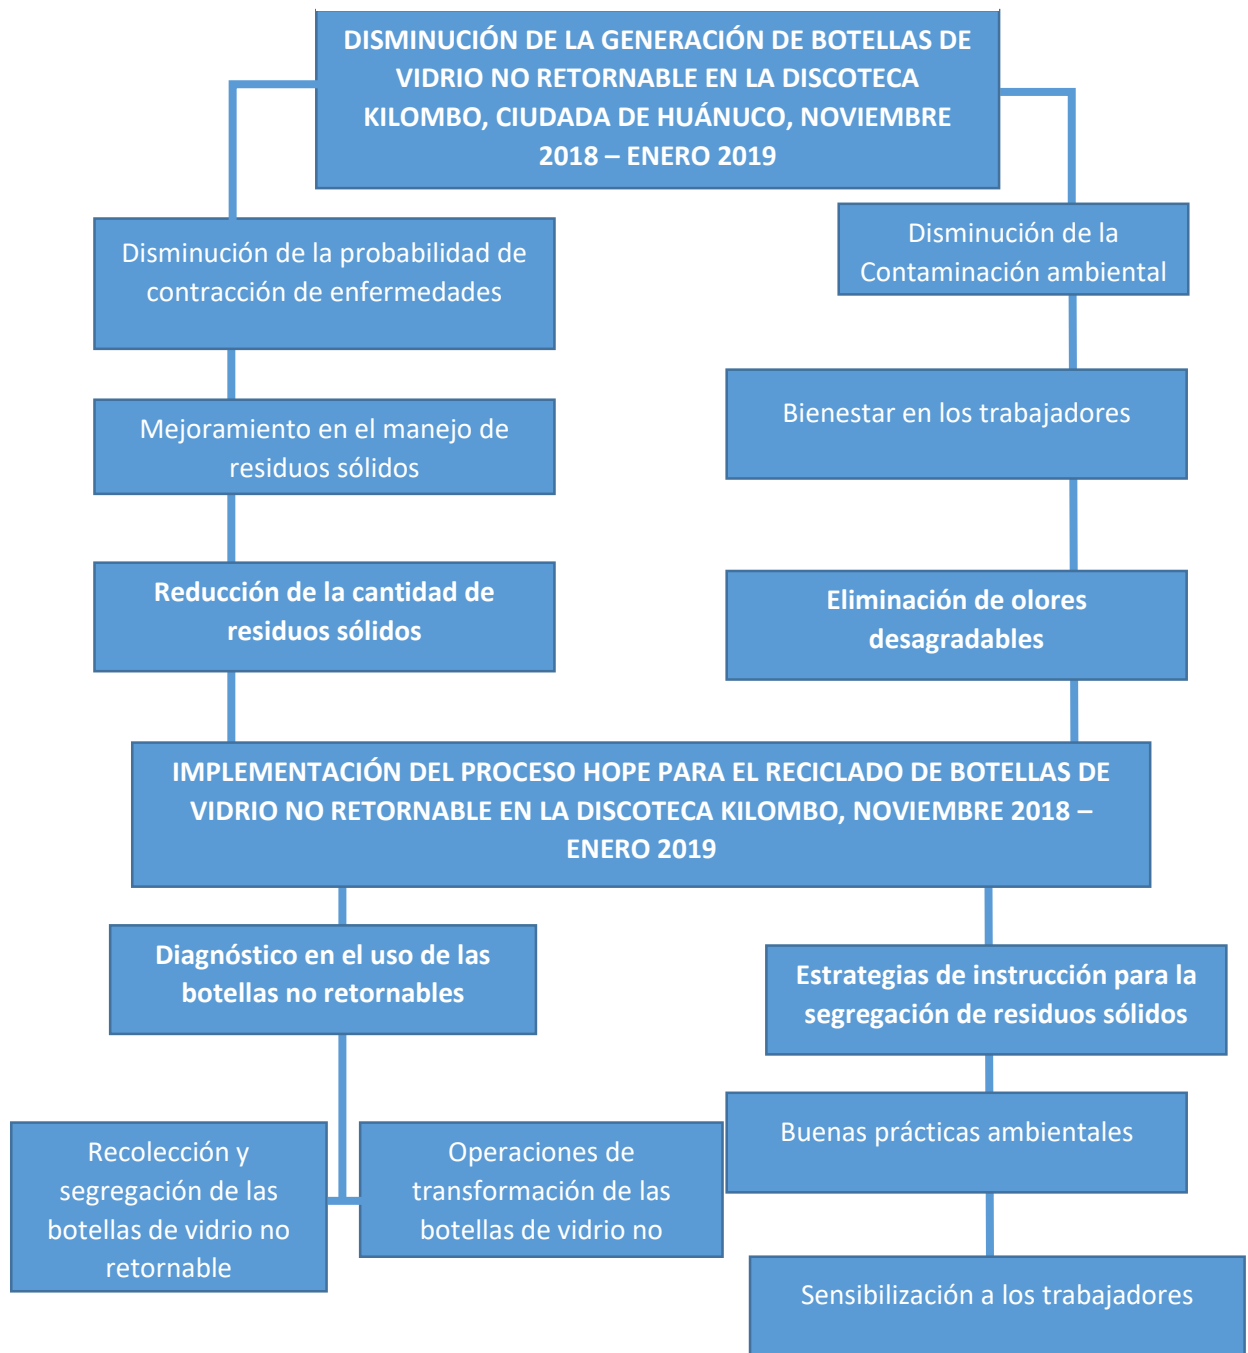 DISMINUCIÓN DE LA GENERACIÓN DE BOTELLAS DE
VIDRIO NO RETORNABLE EN LA DISCOTECA
KILOMBO, CIUDADA DE HUÁNUCO, NOVIEMBRE
2018 – ENERO 2019
Disminución de la probabilidad de
contracción de enfermedades
Disminución de la
Contaminación ambiental
Mejoramiento en el manejo de
residuos sólidos
Bienestar en los trabajadores
Reducción de la cantidad de
residuos sólidos
Eliminación de olores
desagradables
IMPLEMENTACIÓN DEL PROCESO HOPE PARA EL RECICLADO DE BOTELLAS DE
VIDRIO NO RETORNABLE EN LA DISCOTECA KILOMBO, NOVIEMBRE 2018 –
ENERO 2019
Diagnóstico en el uso de las
botellas no retornables
Estrategias de instrucción para la
segregación de residuos sólidos
Recolección y
segregación de las
botellas de vidrio no
retornable
Operaciones de
transformación de las
botellas de vidrio no
Buenas prácticas ambientales
Sensibilización a los trabajadores